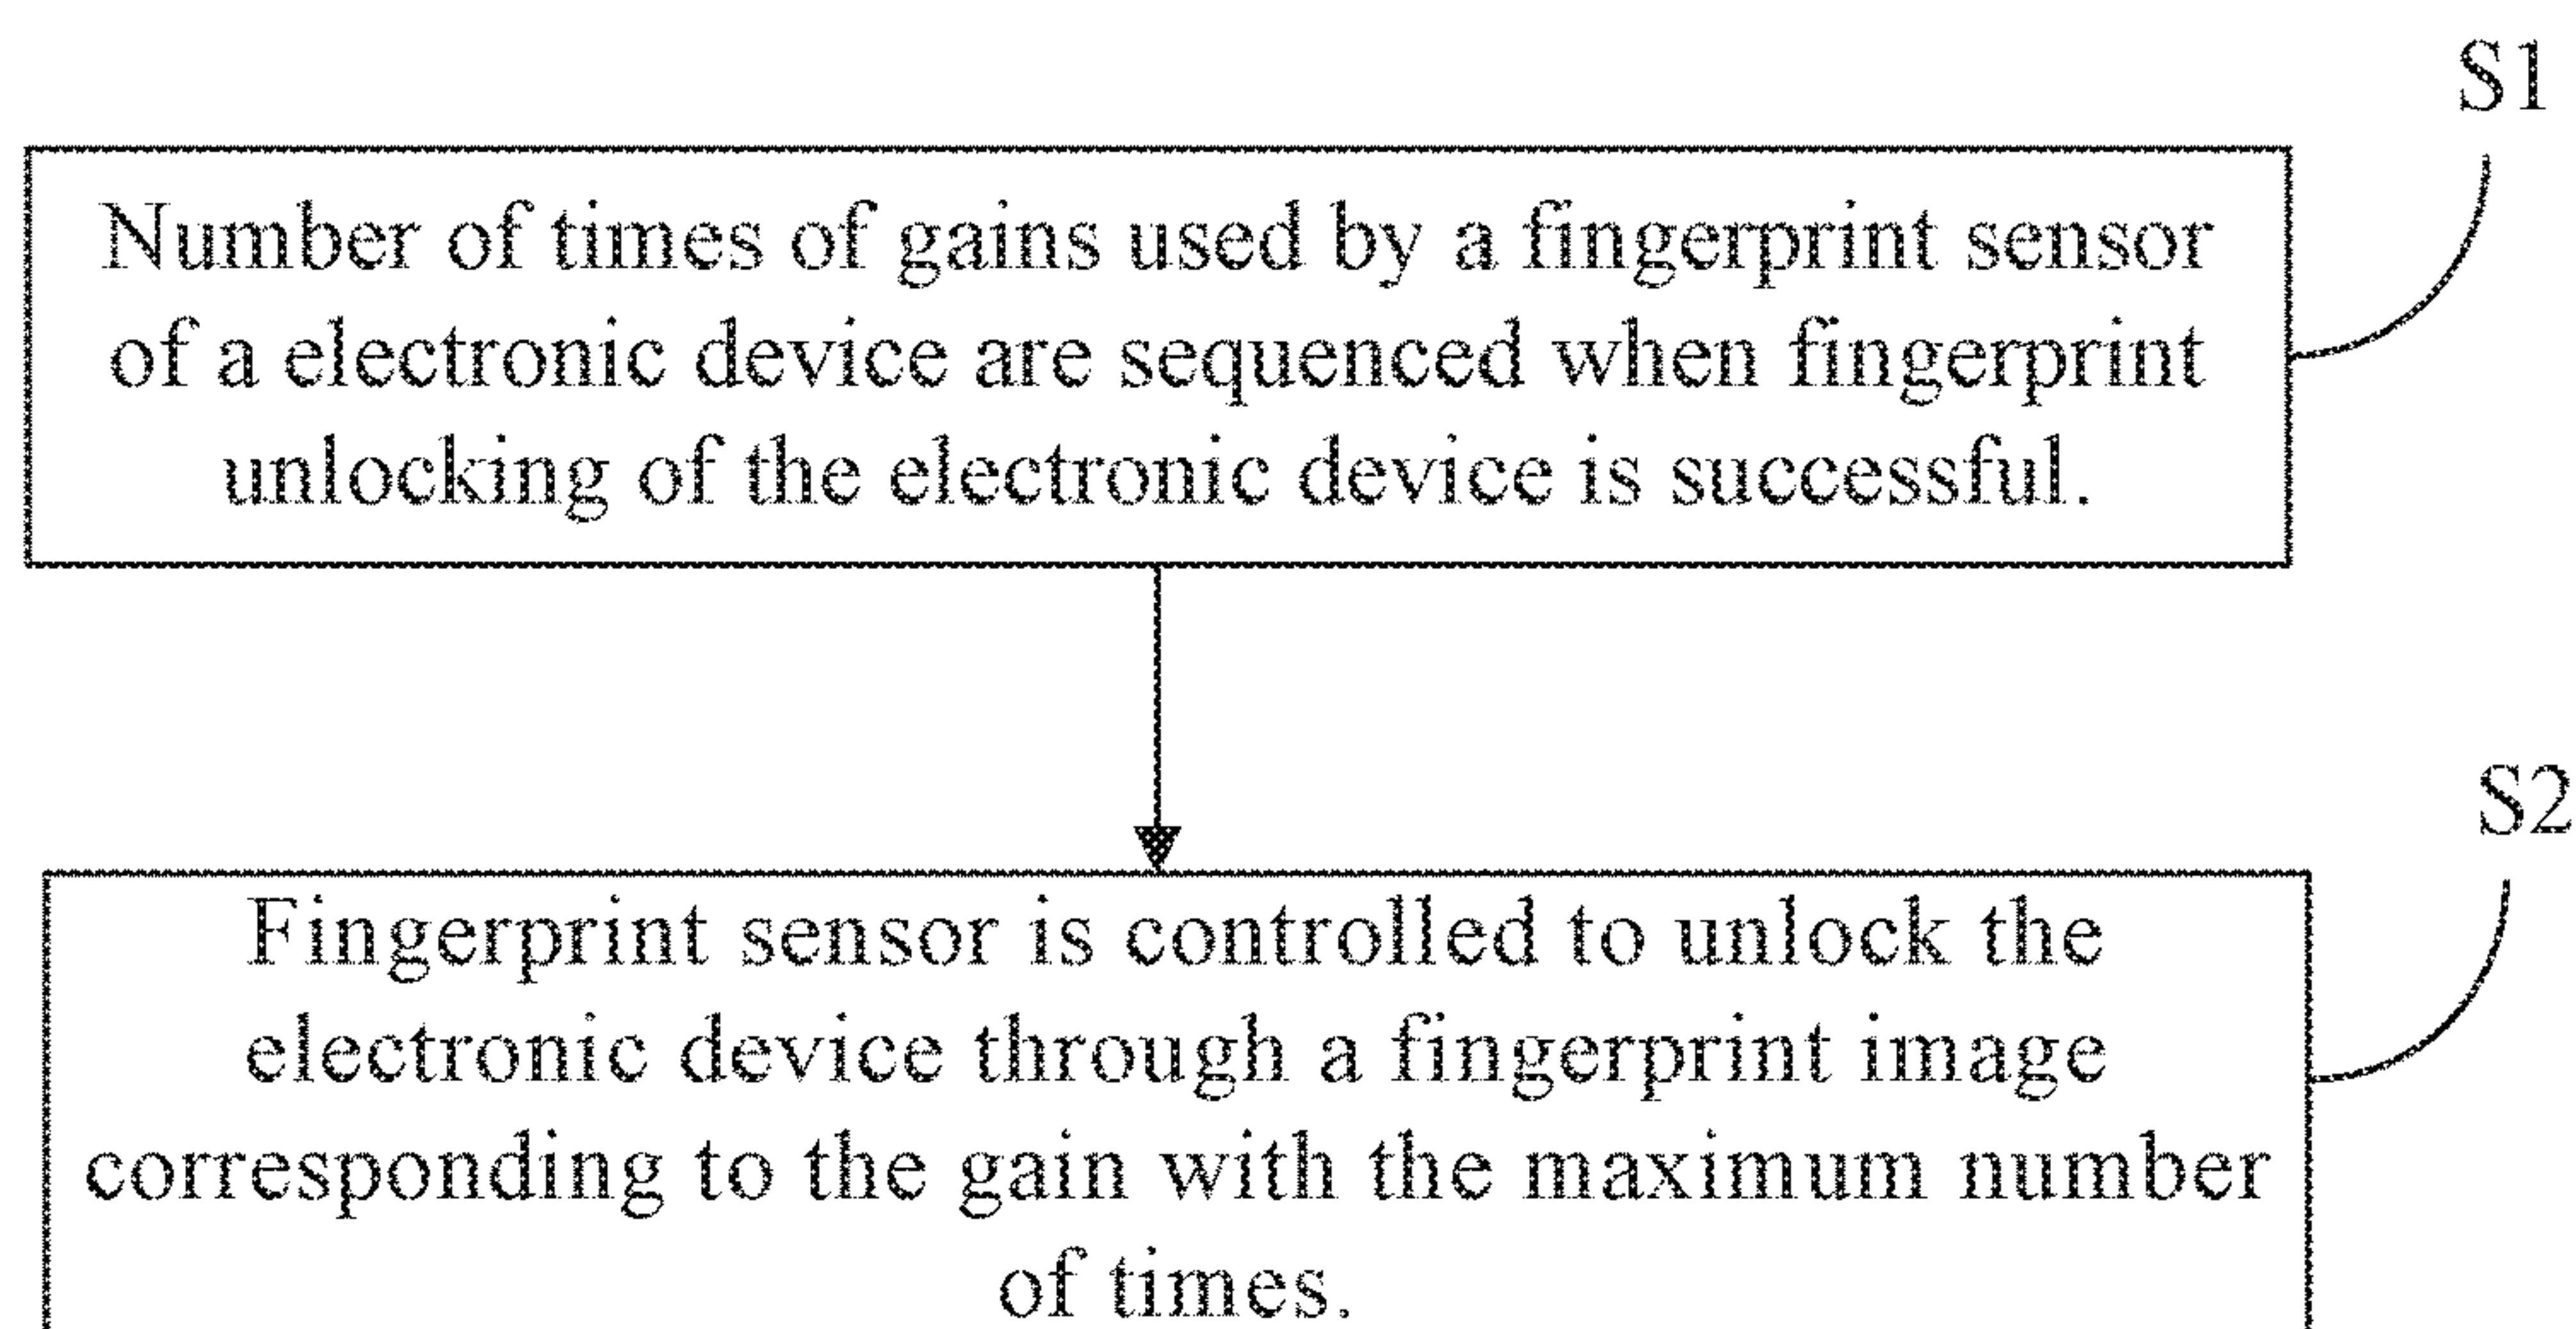 S1
Number of times of gains used by a fingerprint sensor
of a electronic device are sequenced when fingerprint
unlocking of the electronic device is successful.
S2
Fingerprint sensor is controlled to unlock the
electronic device through a fingerprint image
corresponding to the gain with the maximum number
of times.